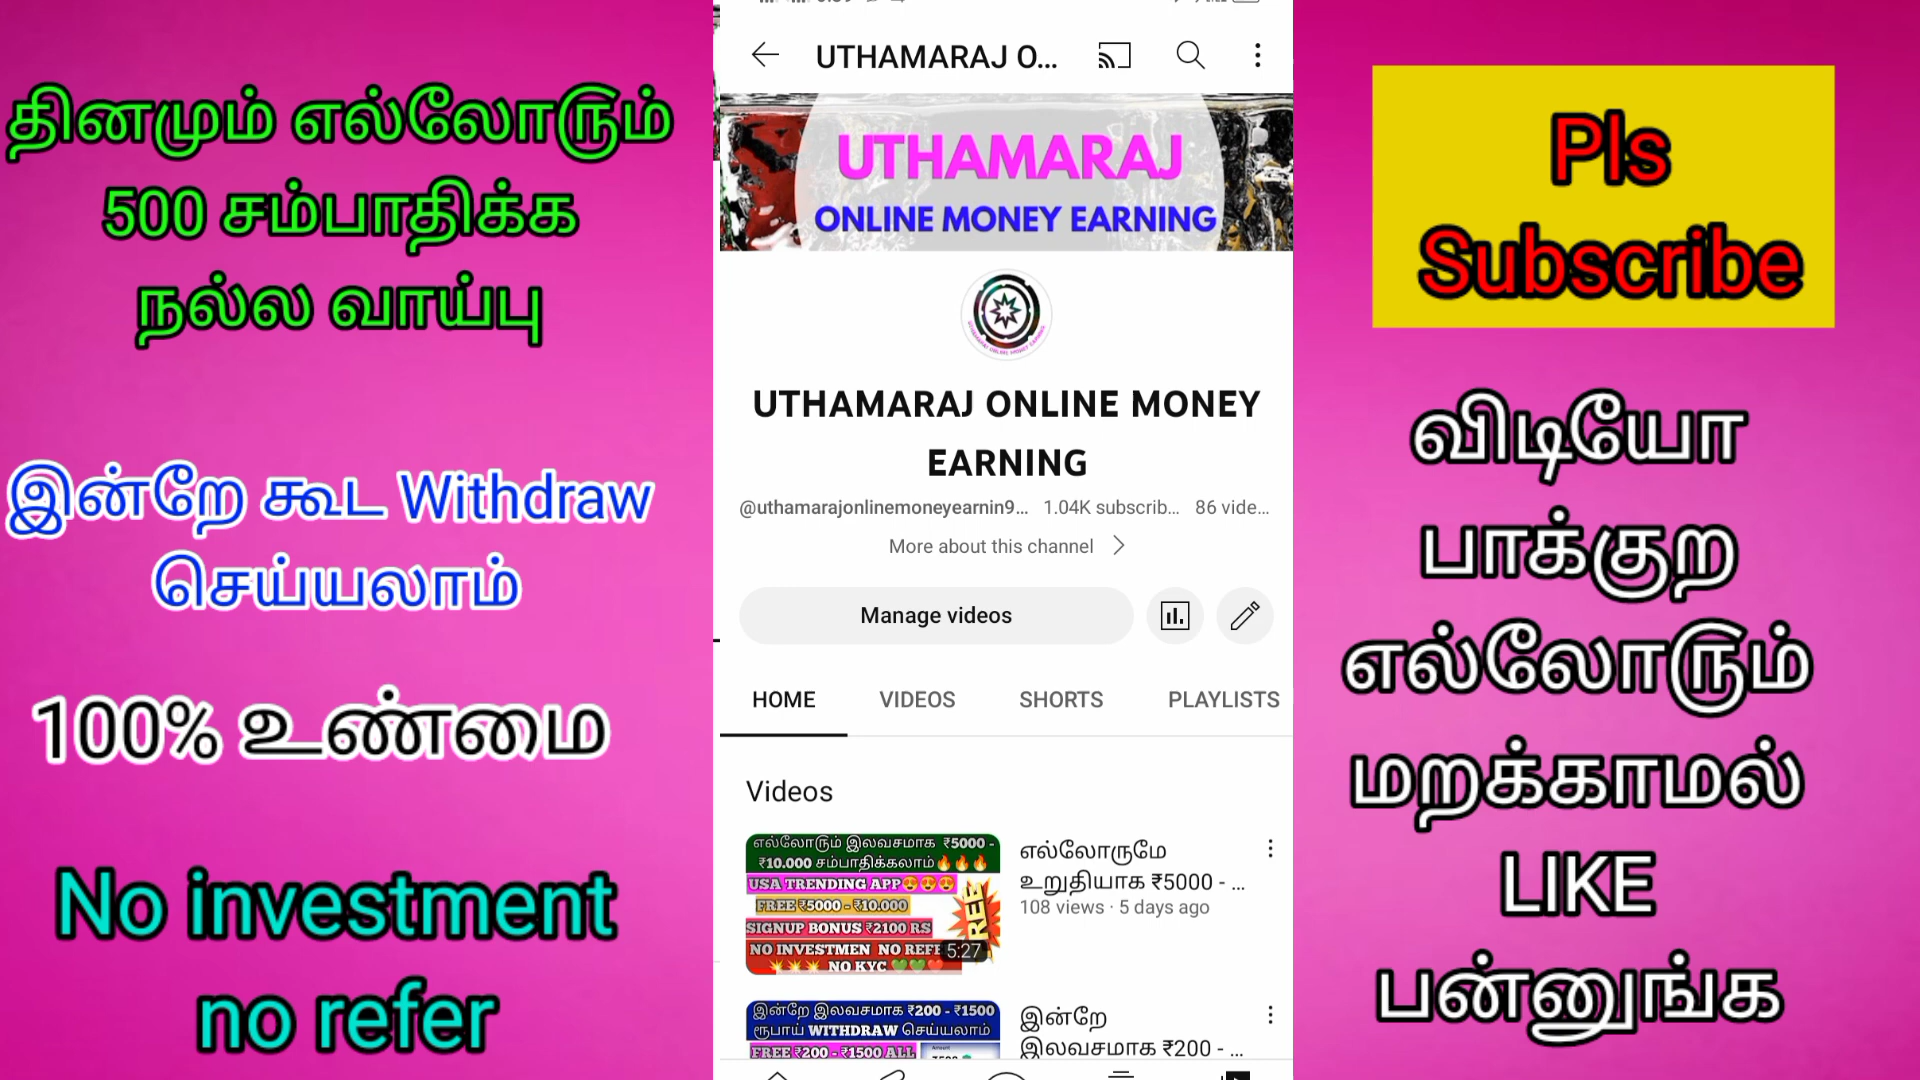 தினமும் எல்லோரும்
500 சம்பாதிக்க
நல்ல வாய்பு
இன்றே கூட Withdraw
செய்யலாம்
100% உண்மை
No investment
no refer
UTHAMARAJ O...
UTHAMARAJ
ONLINE MONEY EARNING
UTHAMARAJ ONLINE MONEY
EARNING
@uthamarajonlinemoneyearnin9... 1.04K subscrib... 86 vide...
More about this channel
Manage videos
HOME VIDEOS SHORTS PLAYLISTS
Videos
எல்லோரும் இலவசமாக ₹5000 -
₹10.000 சம்பாதிக்கலாம்🔥🔥🔥
USA TRENDING APP😍😍😍
FREE ₹5000 - ₹10.000
SIGNUP BONUS ₹2100 RS
NO INVESTMEN NO REFE
5:27
NO KYC 💚💚❤️
எல்லோருமே
உறுதியாக ₹5000 - ...
108 views · 5 days ago
இன்றே இலவசமாக ₹200 - ₹1500
ரூபாய் WITHDRAW செய்யலாம்
FREE ₹200 - ₹1500 ALL
இன்றே
இலவசமாக ₹200 - ...
Pls
Subscribe
விடியோ
பாக்குற
எல்லோரும்
மறக்காமல்
LIKE
பன்னுங்க